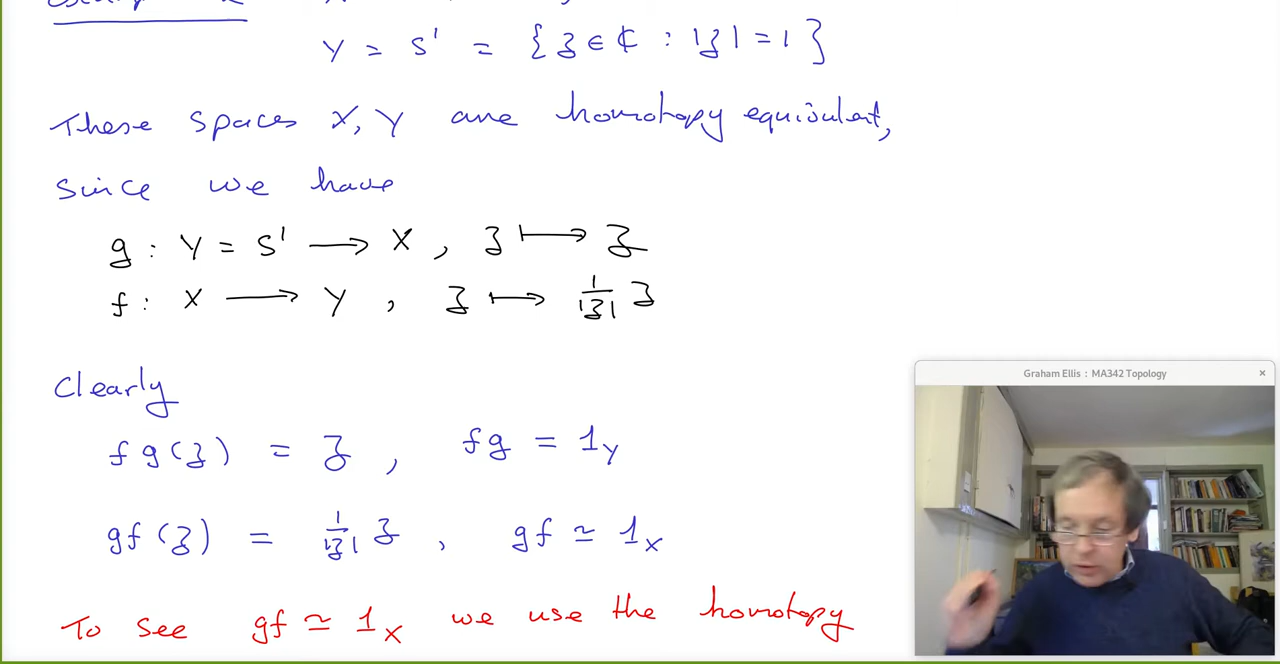 Y = S¹ = { z ∈ ℂ : |z| = 1 }
These spaces X, Y are homotopy equivalent,
since we have
g : Y = S¹ ⟶ X , z ⟼ z
f : X ⟶ Y , z ⟼ 1/|z| z
Clearly
fg(z) = z , fg = 1_Y
gf(z) = 1/|z| z , gf ≃ 1_X
To see gf ≃ 1_X we use the homotopy
Graham Ellis : MA342 Topology